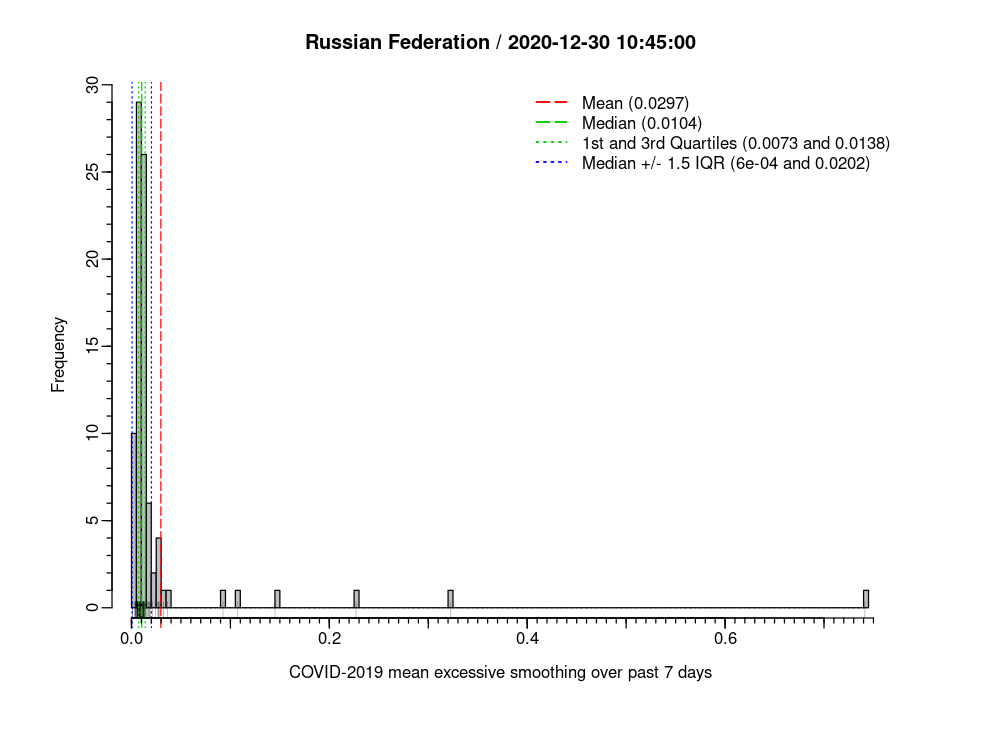 Russian Federation / 2020-12-30 10:45:00
Mean (0.0297)
Median (0.0104)
1st and 3rd Quartiles (0.0073 and 0.0138)
Median +/- 1.5 IQR (6e-04 and 0.0202)
Frequency
30
25
20
15
10
5
0
0.0 0.2 0.4 0.6
COVID-2019 mean excessive smoothing over past 7 days